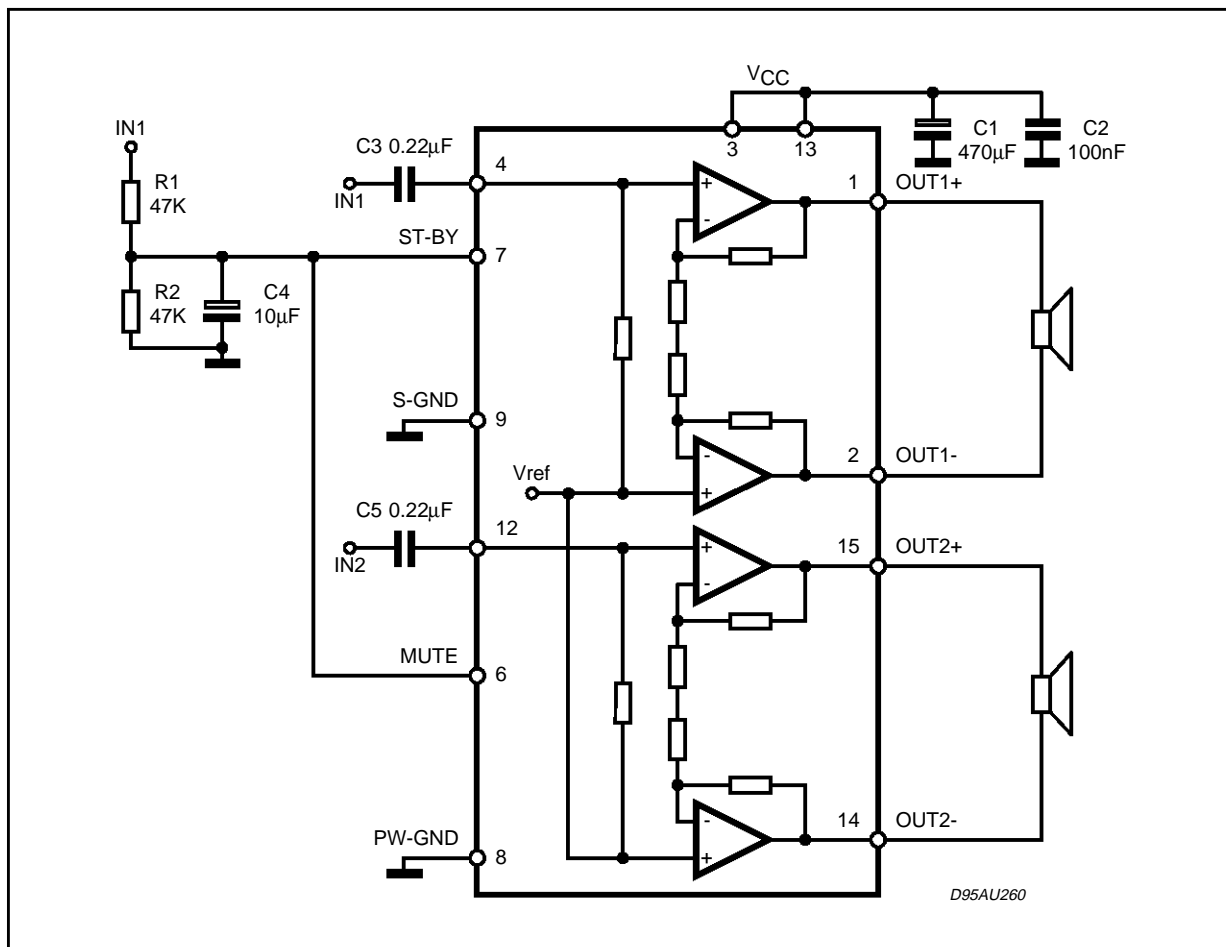 VCC
IN1
C3 0.22µF
4
3
13
C1
470µF
C2
100nF
R1
47K
IN1
+
-
1
OUT1+
ST-BY
7
R2
47K
C4
10µF
S-GND
9
-
+
2
OUT1-
Vref
C5 0.22µF
12
IN2
+
-
15
OUT2+
MUTE
6
-
+
14
OUT2-
PW-GND
8
D95AU260